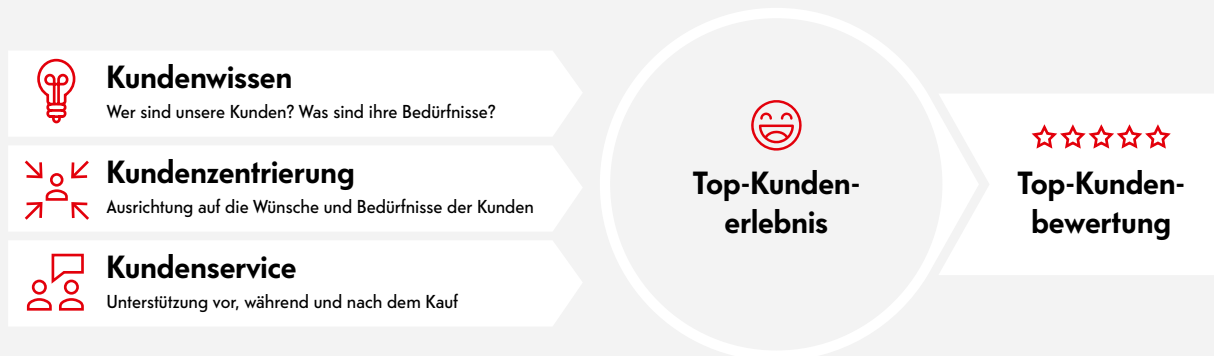 Kundenwissen
Wer sind unsere Kunden? Was sind ihre Bedürfnisse?
Kundenzentrierung
Ausrichtung auf die Wünsche und Bedürfnisse der Kunden
Kundenservice
Unterstützung vor, während und nach dem Kauf
Top-Kunden-
erlebnis
Top-Kunden-
bewertung